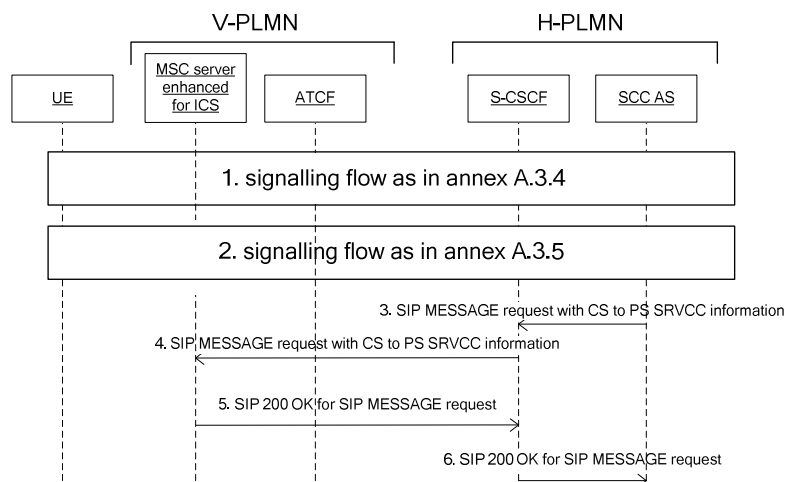 V-PLMN
H-PLMN
UE
MSC server
enhanced
for ICS
ATCF
S-CSCF
SCC AS
1. signalling flow as in annex A.3.4
2. signalling flow as in annex A.3.5
3. SIP MESSAGE request with CS to PS SRVCC information
4. SIP MESSAGE request with CS to PS SRVCC information
5. SIP 200 OK for SIP MESSAGE request
6. SIP 200 OK for SIP MESSAGE request